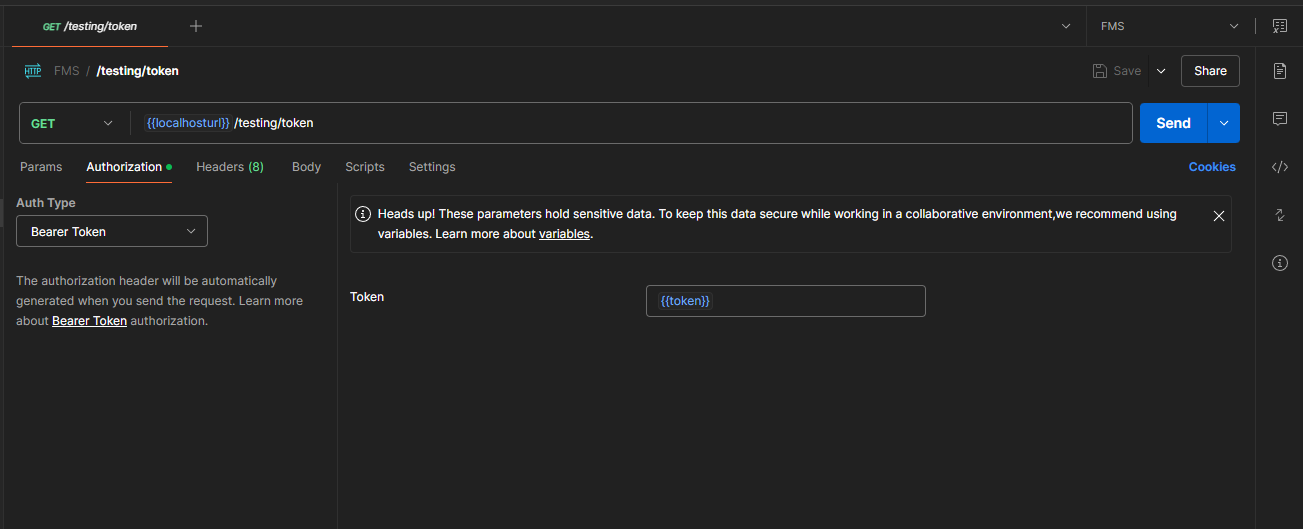 GET /testing/token
FMS
HTTP FMS / /testing/token
Save
Share
GET {{localhosturl}} /testing/token
Send
Params Authorization Headers (8) Body Scripts Settings
Cookies
Auth Type
Bearer Token
The authorization header will be automatically
generated when you send the request. Learn more
about Bearer Token authorization.
Heads up! These parameters hold sensitive data. To keep this data secure while working in a collaborative environment,we recommend using
variables. Learn more about variables.
Token
{{token}}